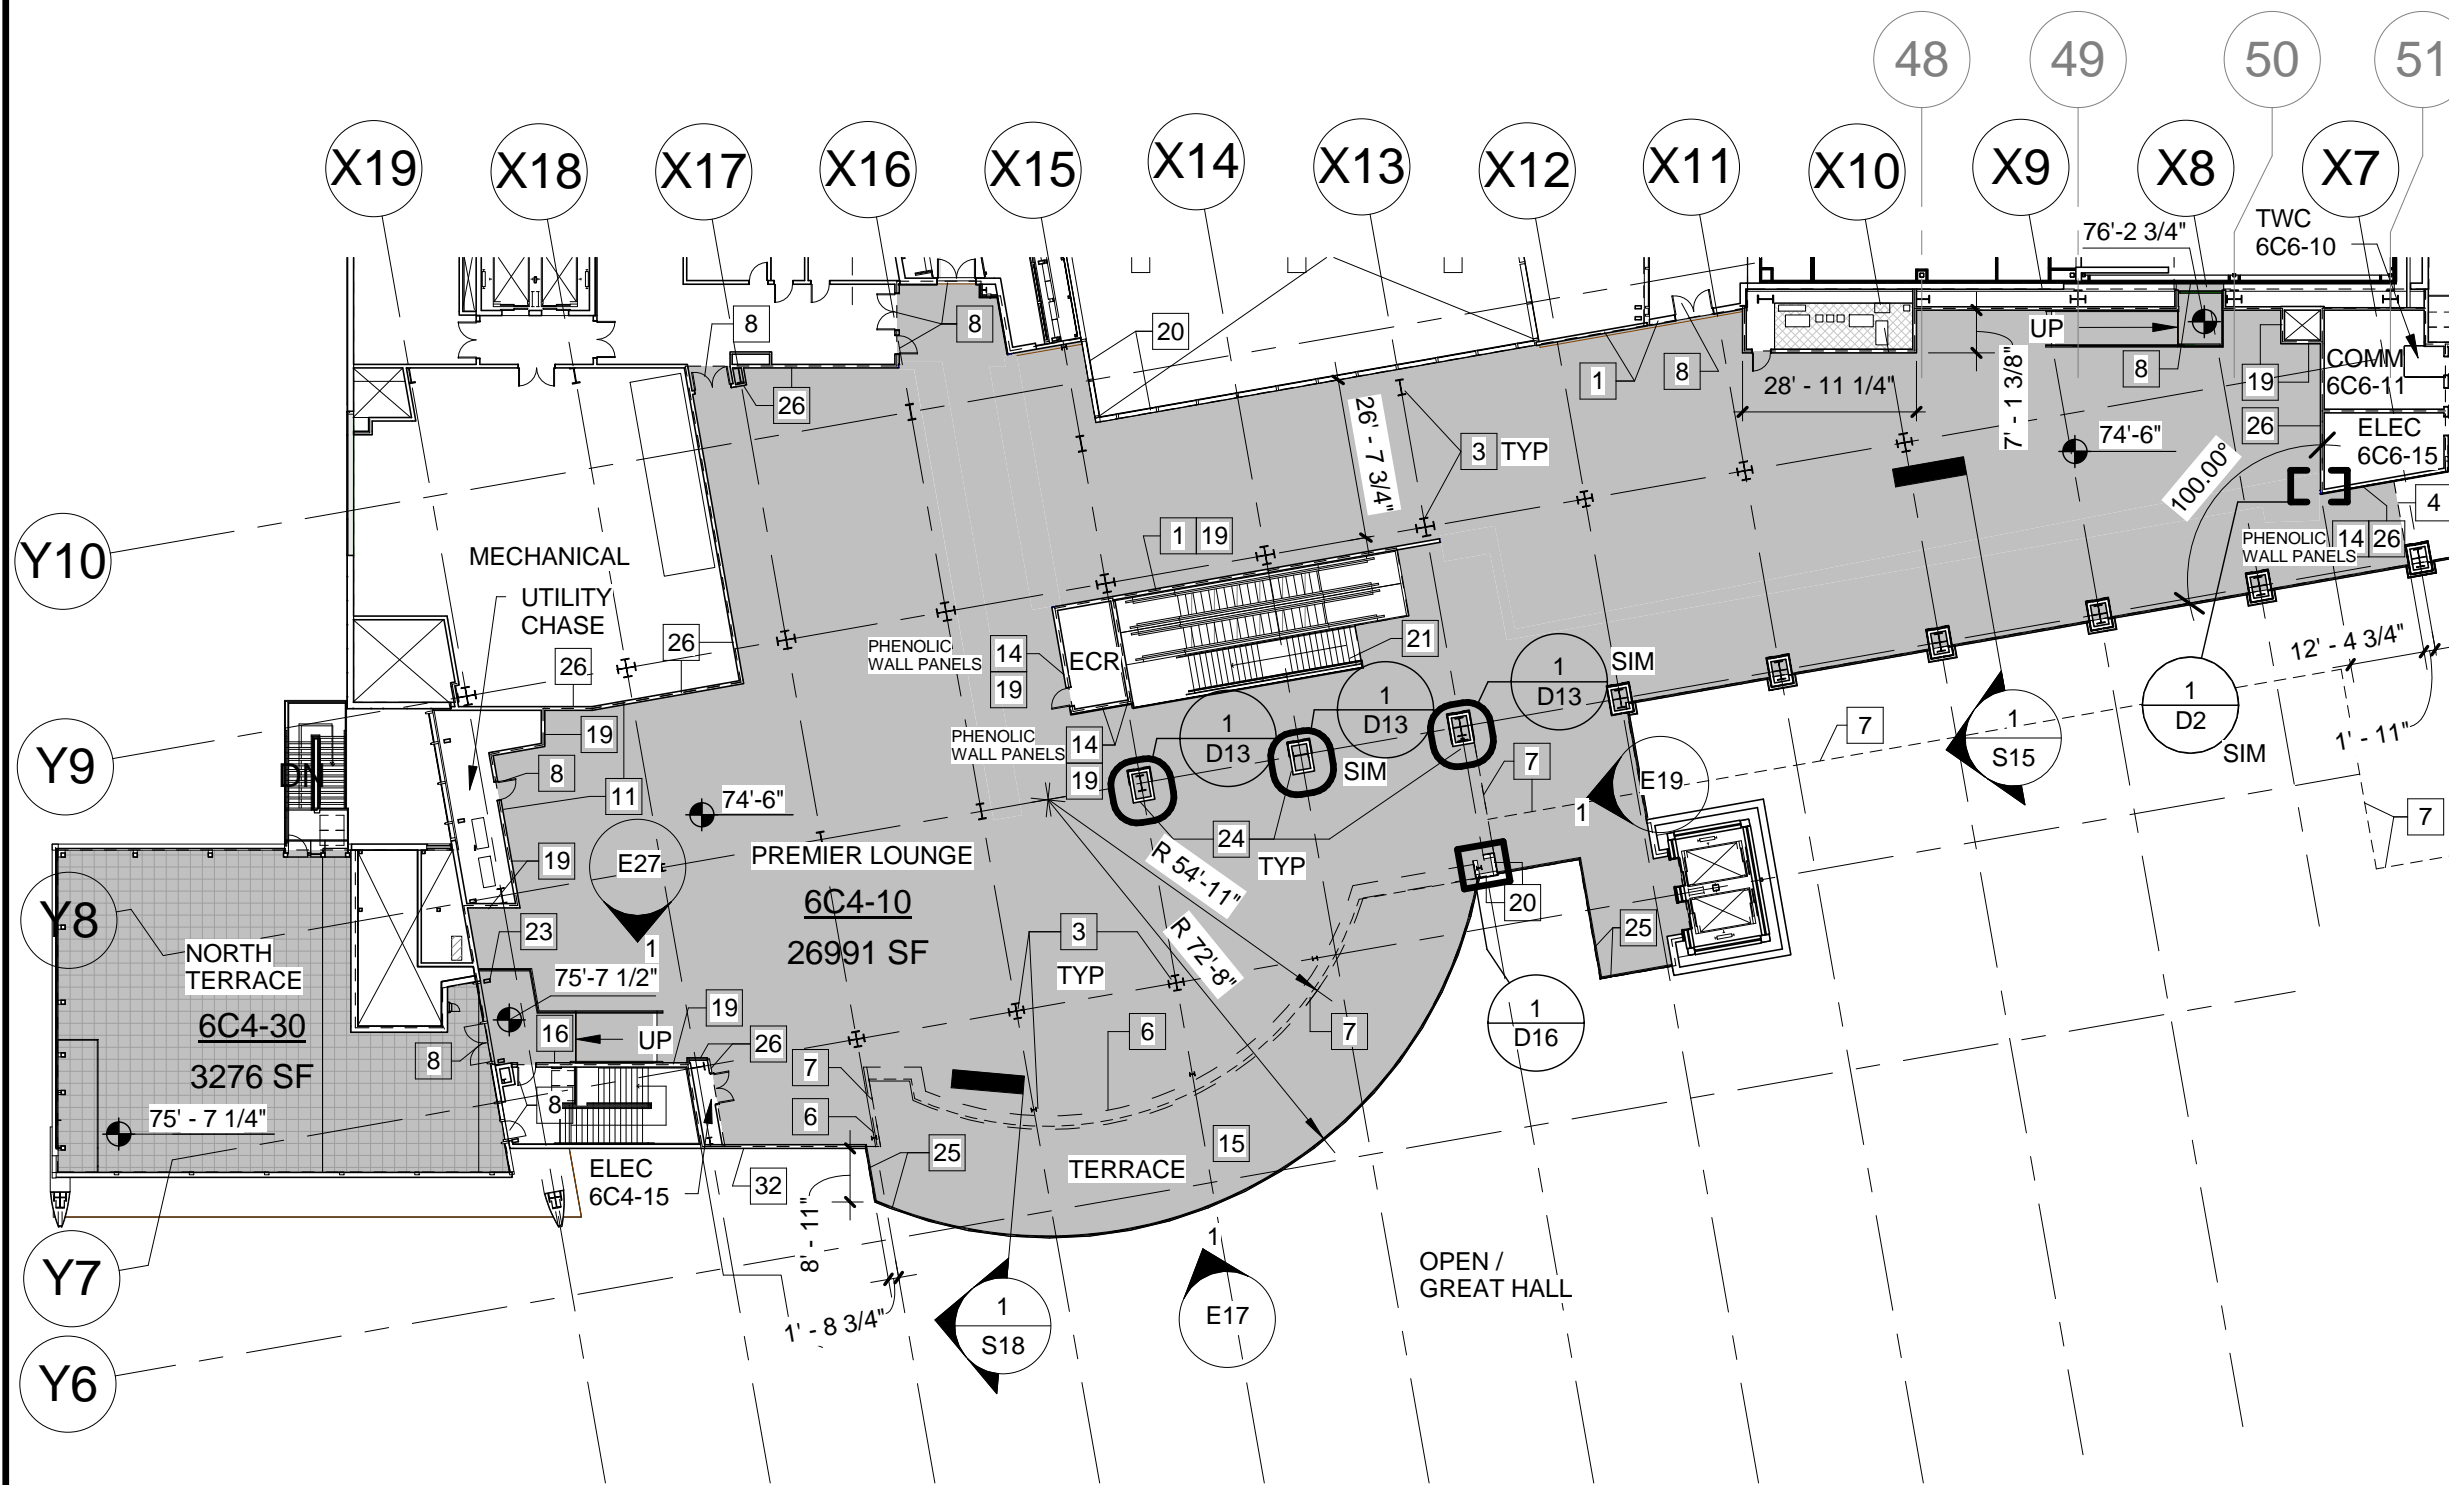 48
49
50
51
X19
X18
X17
X16
X15
X14
X13
X12
X11
X10
X9
X8
X7
TWC
6C6-10
76'-2 3/4"
UP
8
8
20
1
8
28' - 11 1/4"
7' - 1 3/8"
8
19
COMM
6C6-11
26
26
ELEC
6C6-15
74'-6"
100.00°
26' - 7 3/4"
3
TYP
4
PHENOLIC
WALL PANELS
14
26
1
19
Y10
MECHANICAL
UTILITY
CHASE
26
26
PHENOLIC
WALL PANELS
14
19
ECR
21
1
D13
SIM
1
D13
1
D13
SIM
12' - 4 3/4"
1
D2
SIM
1' - 11"
7
1
S15
7
Y9
DN
19
8
11
PHENOLIC
WALL PANELS
14
19
74'-6"
7
E19
1
24
TYP
R 54'-11"
R 72'-8"
PREMIER LOUNGE
6C4-10
26991 SF
E27
1
19
Y8
NORTH
TERRACE
6C4-30
3276 SF
75' - 7 1/4"
23
75'-7 1/2"
16
UP
19
26
8
8
3
TYP
6
7
20
25
1
D16
7
6
25
15
TERRACE
ELEC
6C4-15
32
8' - 11"
1' - 8 3/4"
Y7
Y6
1
S18
1
E17
OPEN /
GREAT HALL